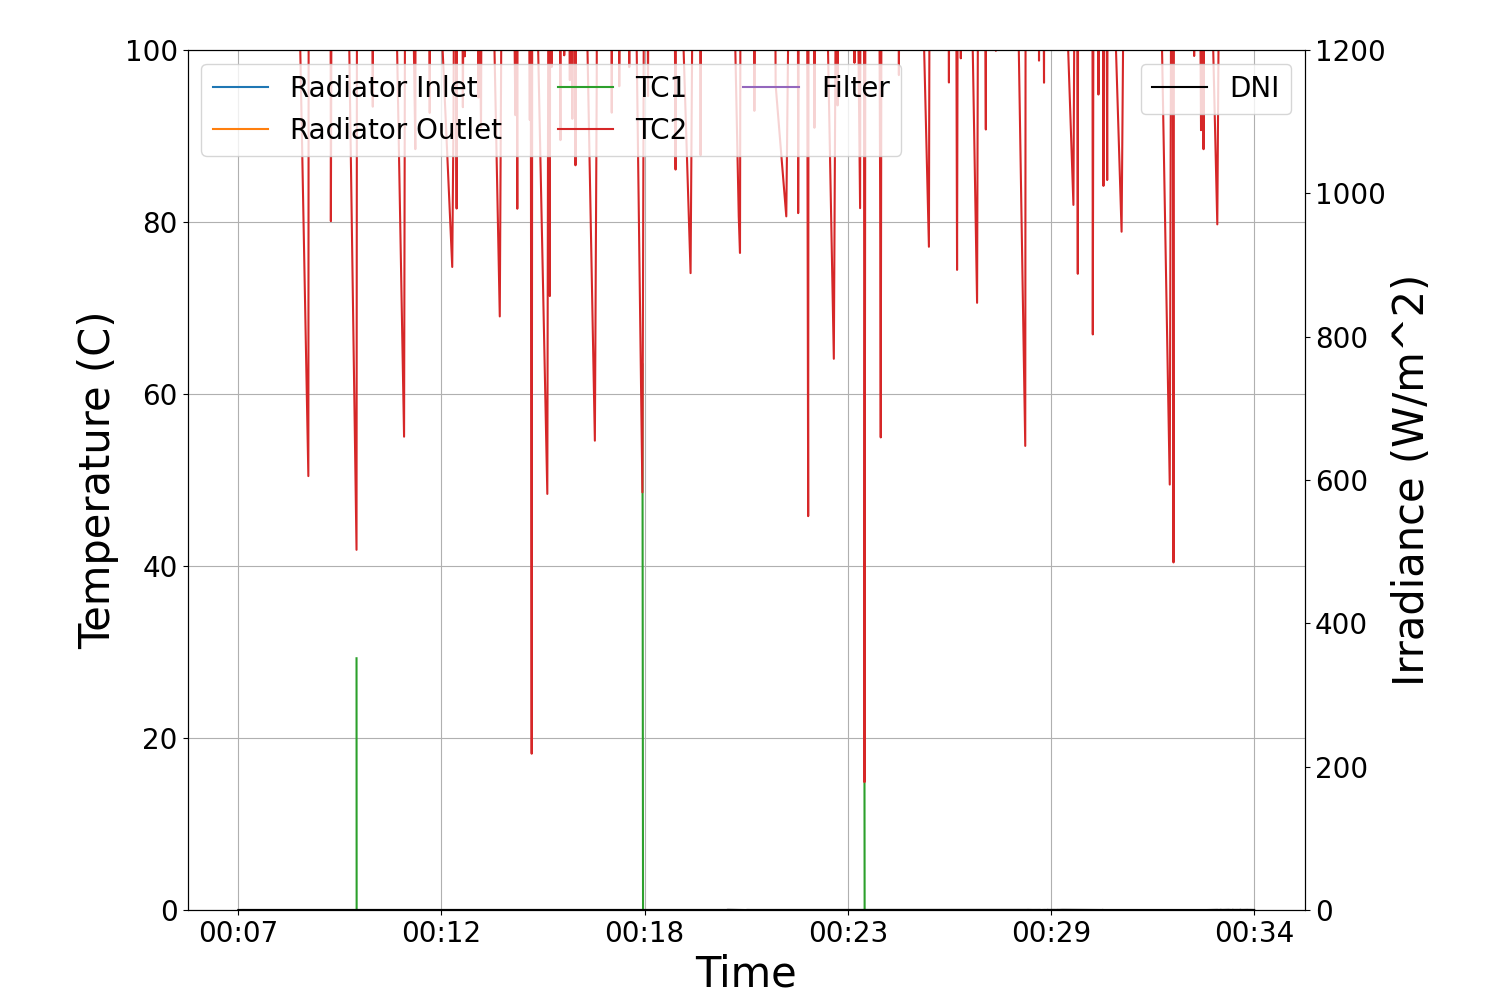 Radiator Inlet
Radiator Outlet
TC1
TC2
Filter
DNI
100
80
60
40
20
0
Temperature (C)
1200
1000
800
600
400
200
0
Irradiance (W/m^2)
00:07 00:12 00:18 00:23 00:29 00:34
Time